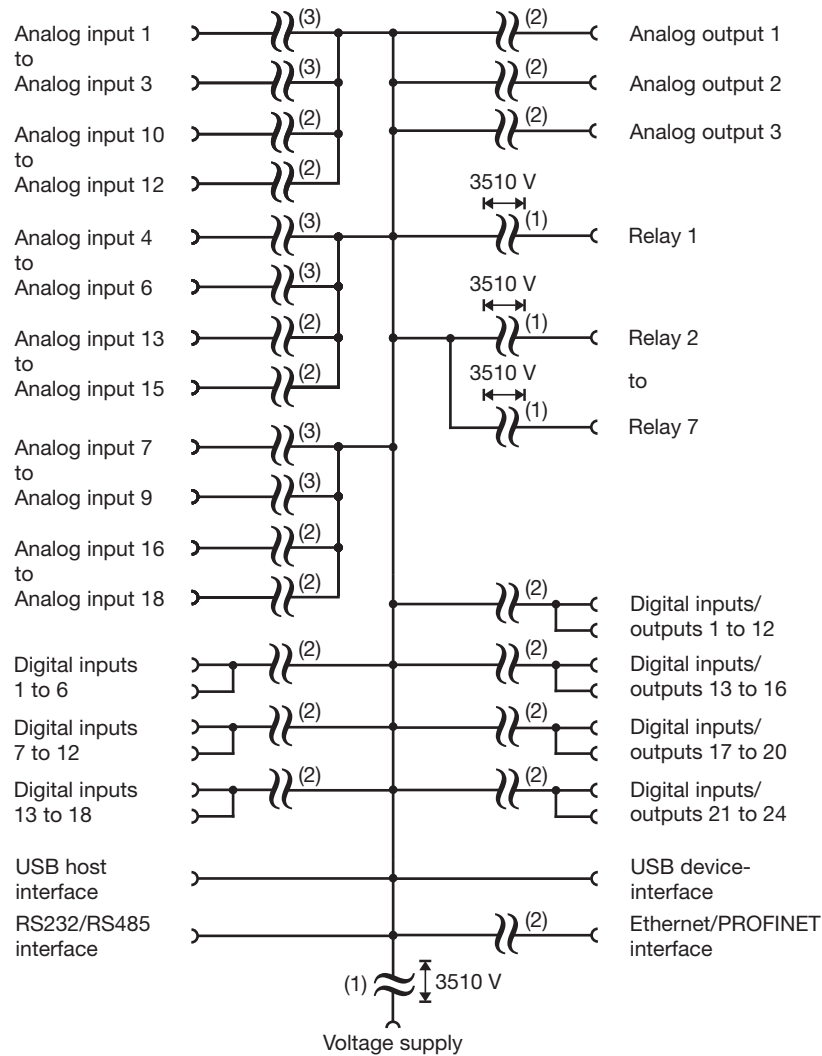 Analog input 1
to
Analog input 3
Analog input 10
to
Analog input 12
Analog input 4
to
Analog input 6
Analog input 13
to
Analog input 15
Analog input 7
to
Analog input 9
Analog input 16
to
Analog input 18
Digital inputs
1 to 6
Digital inputs
7 to 12
Digital inputs
13 to 18
USB host
interface
RS232/RS485
interface
(3)
(3)
(2)
(2)
(3)
(3)
(2)
(2)
(3)
(3)
(2)
(2)
(2)
(2)
(2)
(2)
(2)
(2)
3510 V
(1)
3510 V
(1)
3510 V
(1)
(2)
(2)
(2)
(2)
(2)
Analog output 1
Analog output 2
Analog output 3
Relay 1
Relay 2
to
Relay 7
Digital inputs/
outputs 1 to 12
Digital inputs/
outputs 13 to 16
Digital inputs/
outputs 17 to 20
Digital inputs/
outputs 21 to 24
USB device-
interface
Ethernet/PROFINET
interface
(1)
3510 V
Voltage supply